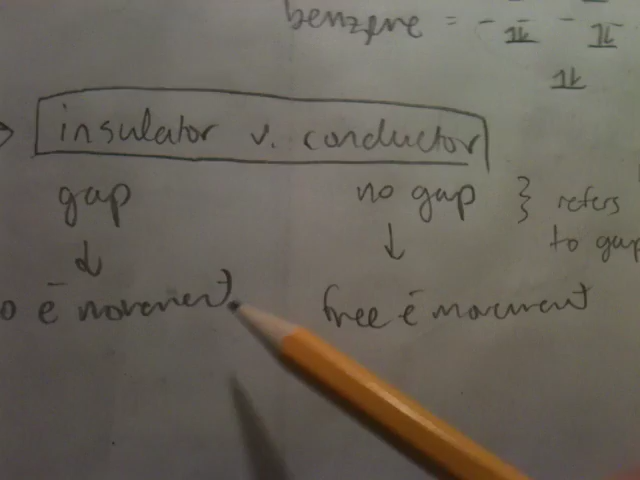 benzene =
insulator v. conductor
gap no gap } refers
to gap
↓ ↓
e⁻ movement free e⁻ movement